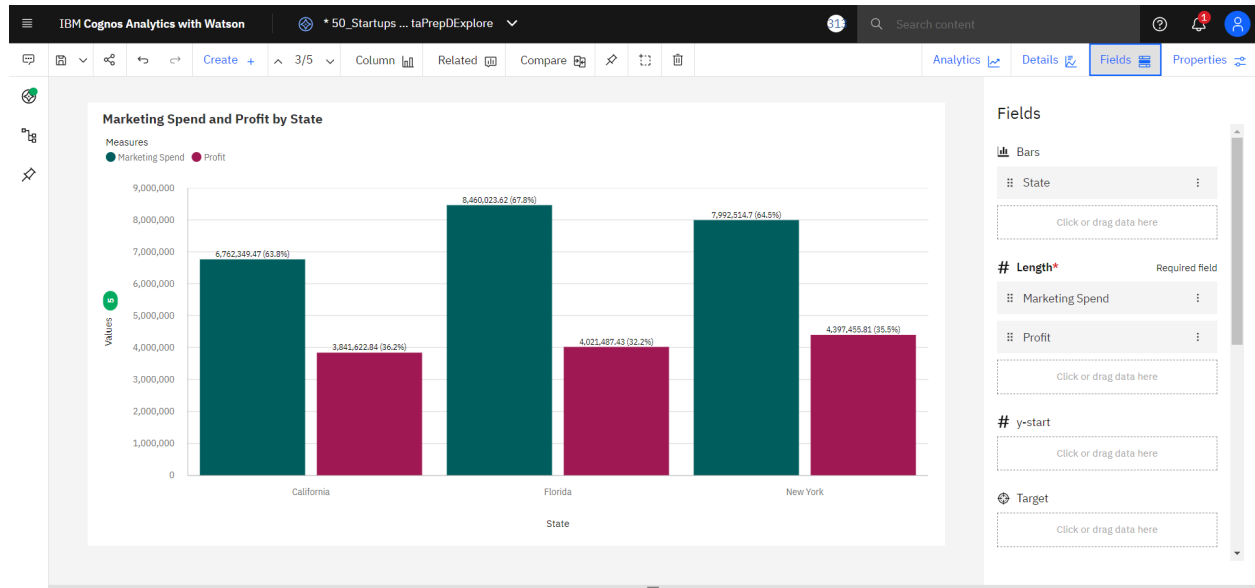 IBM Cognos Analytics with Watson
* 50_Startups ... taPrepDExplore
313
Search content
1
Create +
3/5
Column
Related
Compare
Analytics
Details
Fields
Properties
Marketing Spend and Profit by State
Measures
Marketing Spend
Profit
9,000,000
8,000,000
7,000,000
6,000,000
5,000,000
4,000,000
3,000,000
2,000,000
1,000,000
0
Values
5
6,762,349.47 (63.8%)
3,841,622.84 (36.2%)
8,460,023.62 (67.8%)
4,021,487.43 (32.2%)
7,992,514.7 (64.5%)
4,397,455.81 (35.5%)
California
Florida
New York
State
Fields
Bars
State
Click or drag data here
# Length*
Required field
Marketing Spend
Profit
Click or drag data here
# y-start
Click or drag data here
Target
Click or drag data here